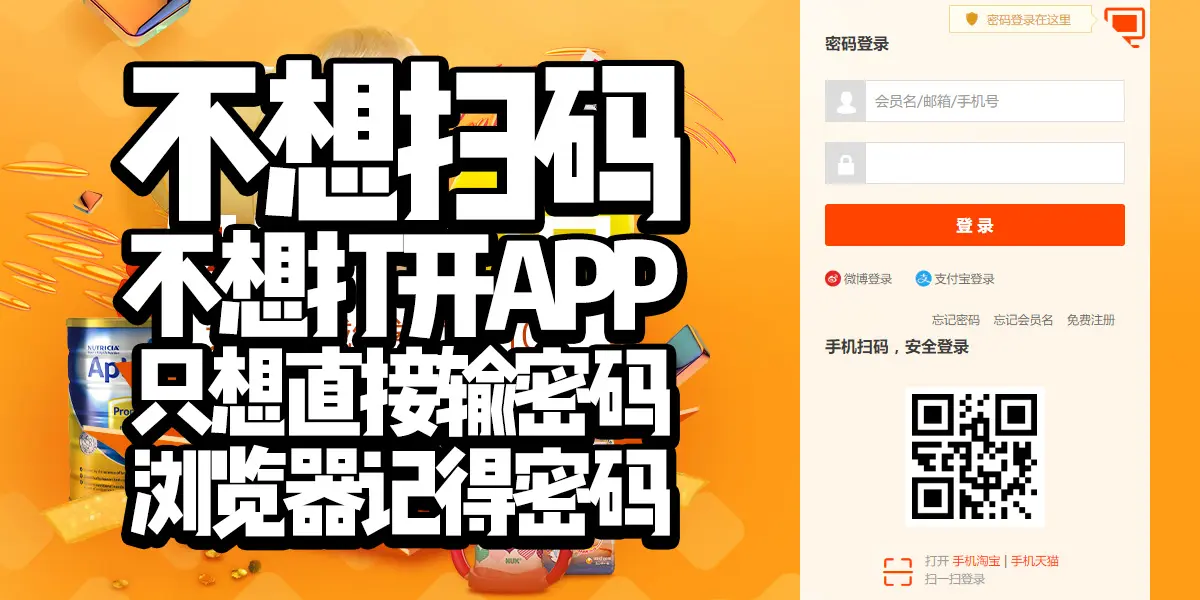 不想扫码
不想打开APP
只想直接输密码
浏览器记得密码
NUTRICIA
密码登录在这里
密码登录
会员名/邮箱/手机号
登录
微博登录
支付宝登录
忘记密码
忘记会员名
免费注册
手机扫码，安全登录
打开 手机淘宝 | 手机天猫
扫一扫登录
NUK